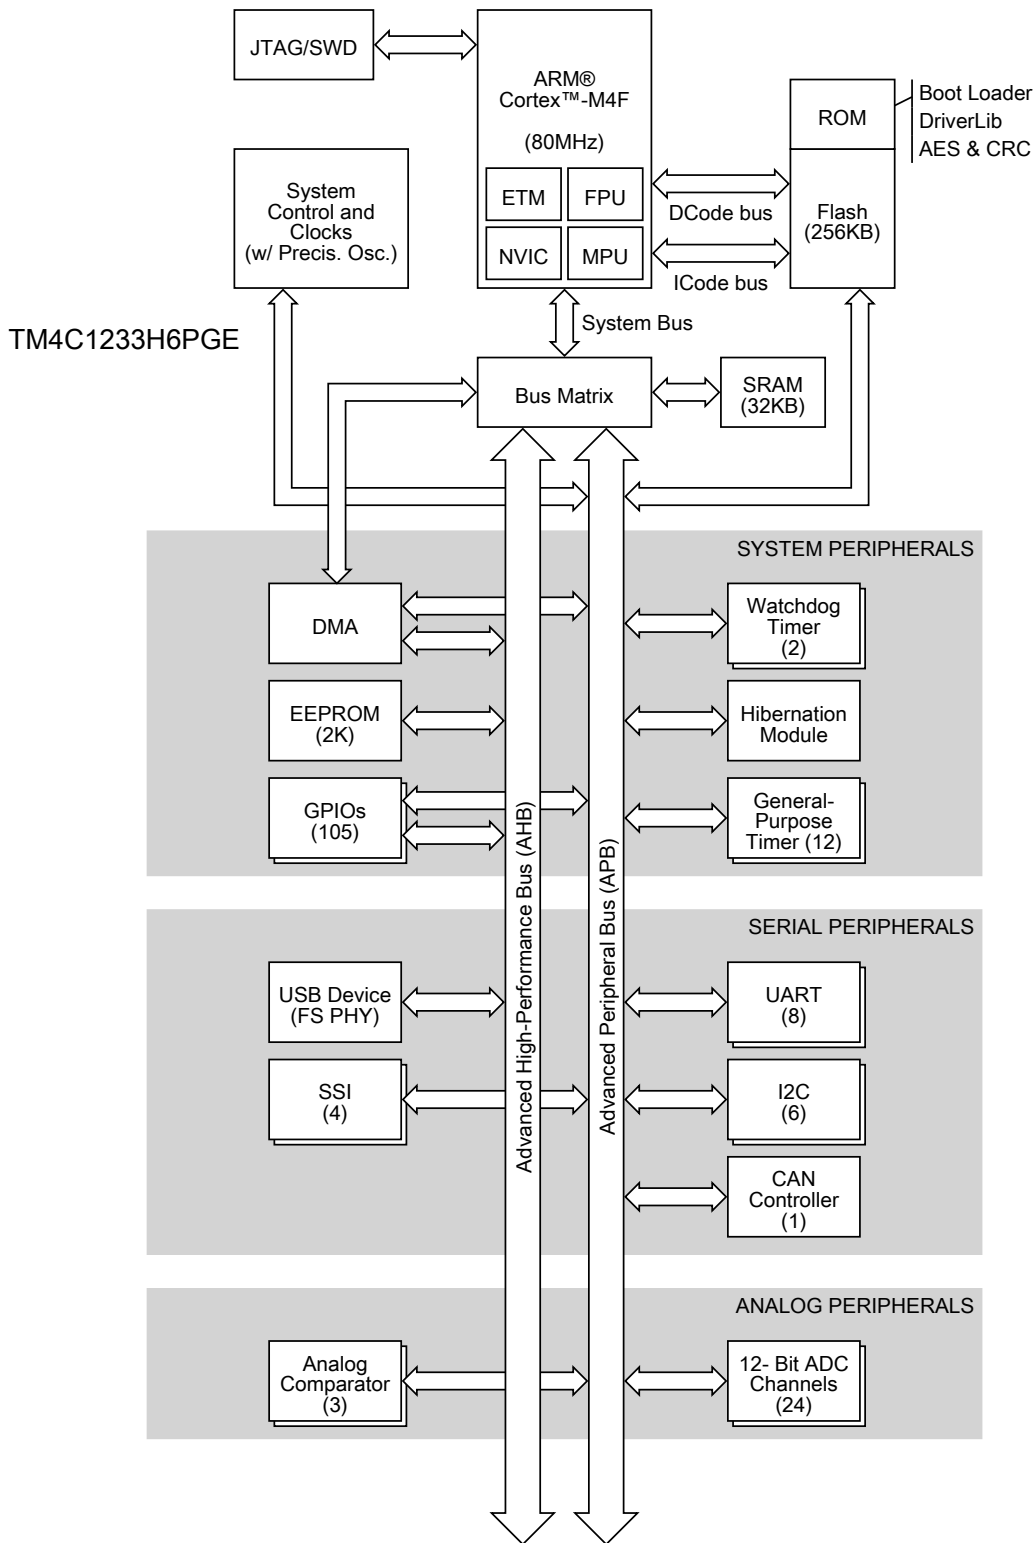 JTAG/SWD
ARM®
Cortex™-M4F
(80MHz)
ETM
FPU
NVIC
MPU
ROM
Flash
(256KB)
Boot Loader
DriverLib
AES & CRC
System
Control and
Clocks
(w/ Precis. Osc.)
DCode bus
ICode bus
System Bus
TM4C1233H6PGE
Bus Matrix
SRAM
(32KB)
SYSTEM PERIPHERALS
DMA
Watchdog
Timer
(2)
EEPROM
(2K)
Hibernation
Module
GPIOs
(105)
General-
Purpose
Timer (12)
Advanced High-Performance Bus (AHB)
Advanced Peripheral Bus (APB)
SERIAL PERIPHERALS
USB Device
(FS PHY)
UART
(8)
SSI
(4)
I2C
(6)
CAN
Controller
(1)
ANALOG PERIPHERALS
Analog
Comparator
(3)
12- Bit ADC
Channels
(24)